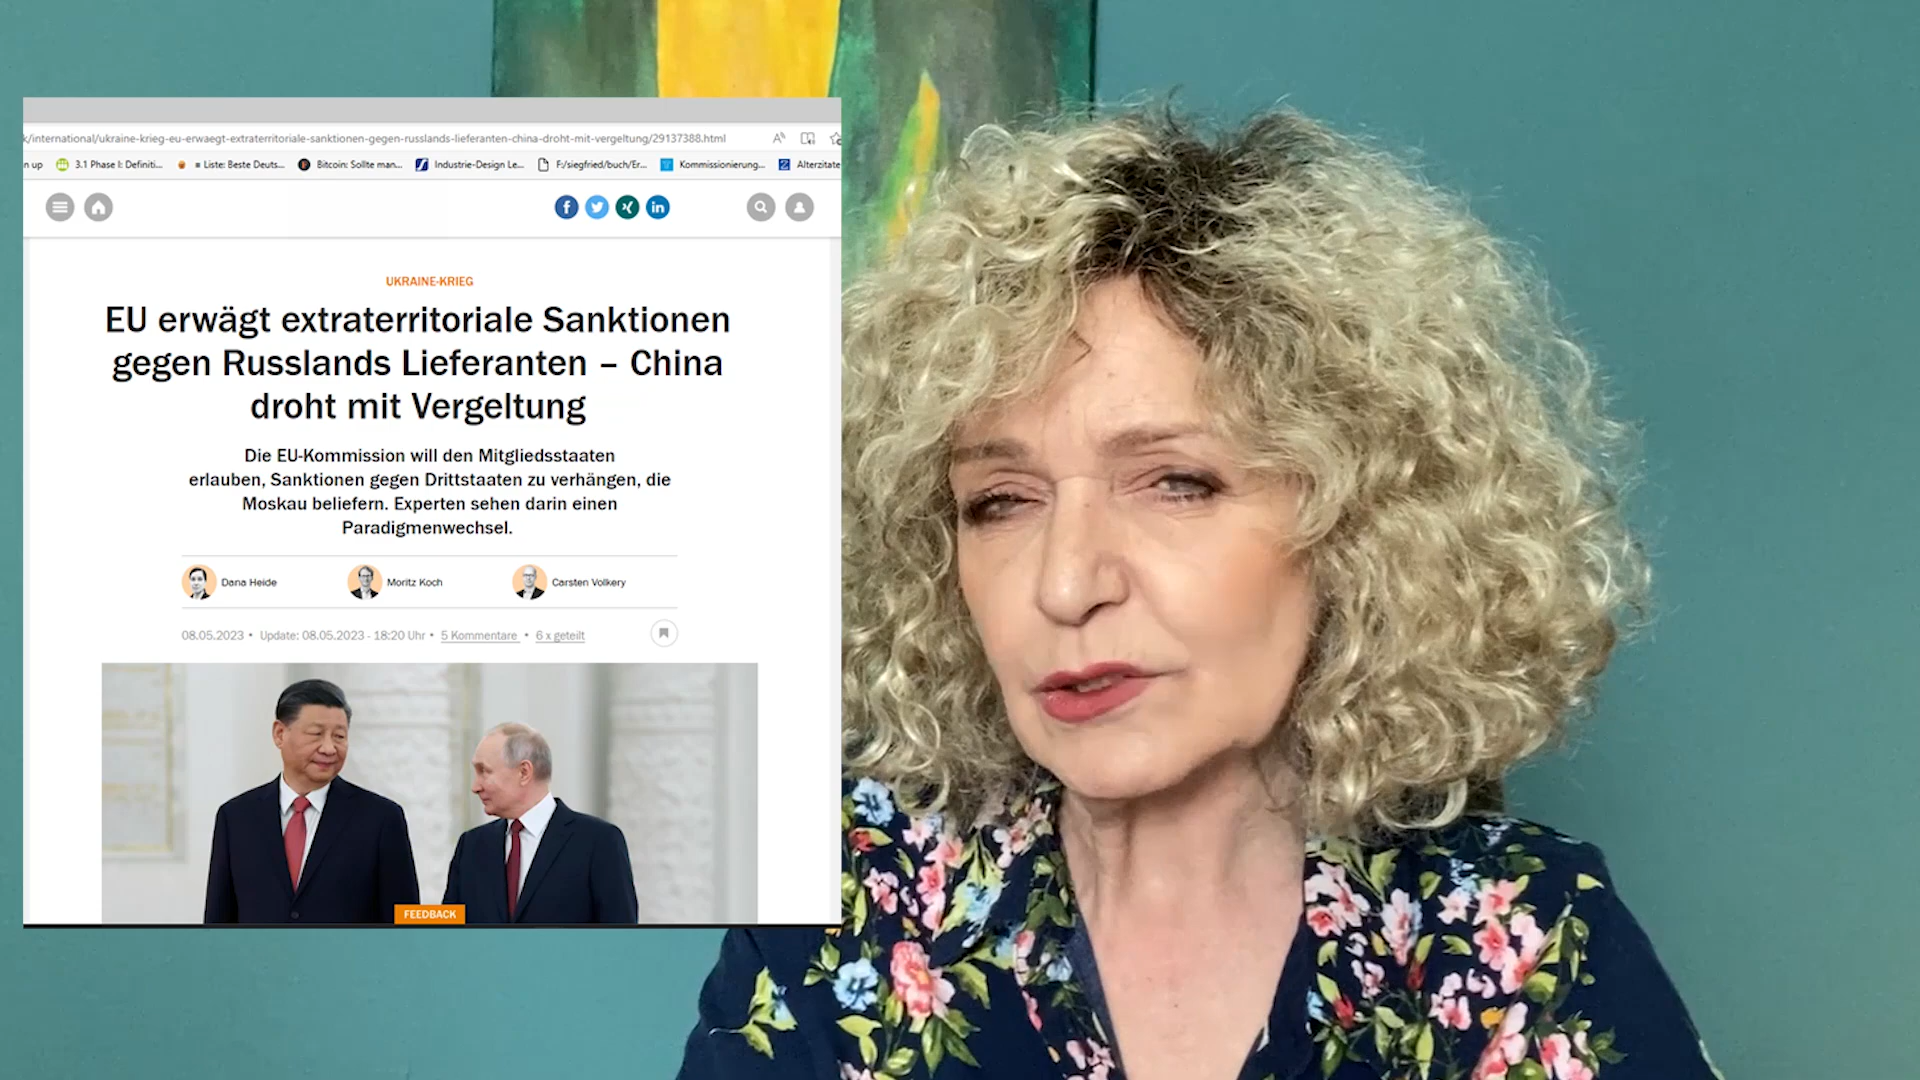 k/international/ukraine-krieg-eu-erwaegt-extraterritoriale-sanktionen-gegen-russlands-lieferanten-china-droht-mit-vergeltung/29137388.html
n up 3.1 Phase I: Definiti... Liste: Beste Deuts... Bitcoin: Sollte man... Industrie-Design Le... F:/siegfried/buch/Er... Kommissionierung... Alterzitate
UKRAINE-KRIEG
EU erwägt extraterritoriale Sanktionen
gegen Russlands Lieferanten – China
droht mit Vergeltung
Die EU-Kommission will den Mitgliedsstaaten
erlauben, Sanktionen gegen Drittstaaten zu verhängen, die
Moskau beliefern. Experten sehen darin einen
Paradigmenwechsel.
Dana Heide Moritz Koch Carsten Volkery
08.05.2023 • Update: 08.05.2023 - 18:20 Uhr • 5 Kommentare • 6 x geteilt
FEEDBACK